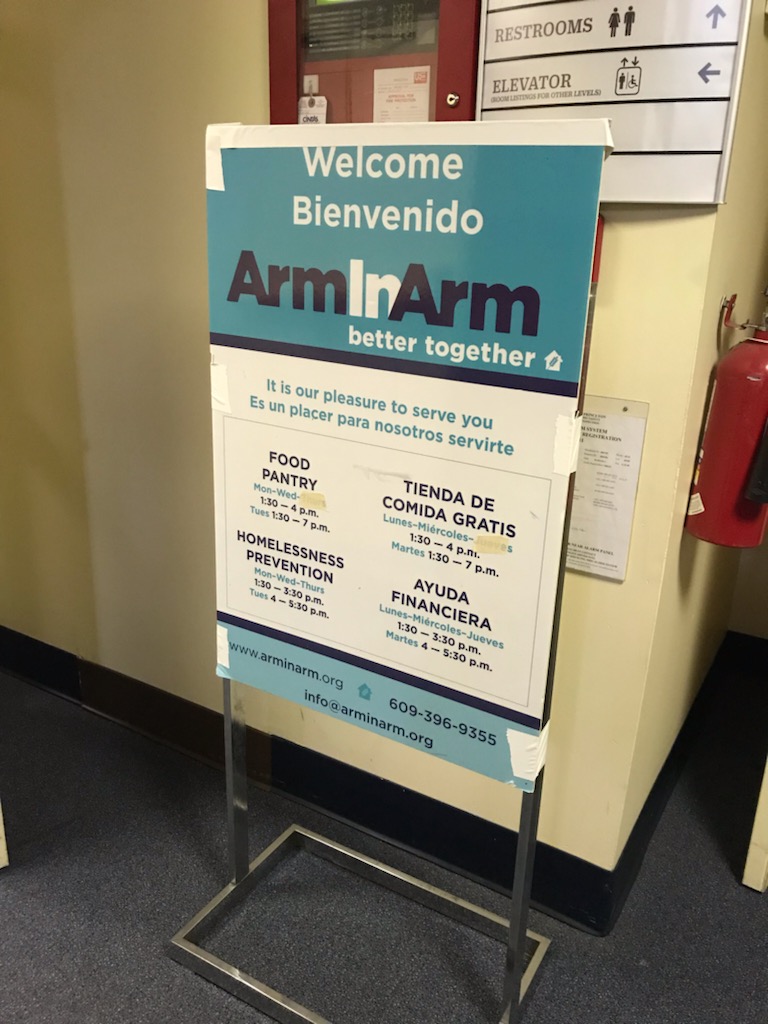 RESTROOMS
ELEVATOR
(ROOM LISTINGS FOR OTHER LEVELS)
Welcome
Bienvenido
ArmInArm
better together
It is our pleasure to serve you
Es un placer para nosotros servirte
FOOD
PANTRY
Mon-Wed-
1:30 – 4 p.m.
Tues 1:30 – 7 p.m.
HOMELESSNESS
PREVENTION
Mon-Wed-Thurs
1:30 – 3:30 p.m.
Tues 4 – 5:30 p.m.
TIENDA DE
COMIDA GRATIS
Lunes-Miércoles-
1:30 – 4 p.m.
Martes 1:30 – 7 p.m.
AYUDA
FINANCIERA
Lunes-Miércoles-Jueves
1:30 – 3:30 p.m.
Martes 4 – 5:30 p.m.
www.arminarm.org
609-396-9355
info@arminarm.org